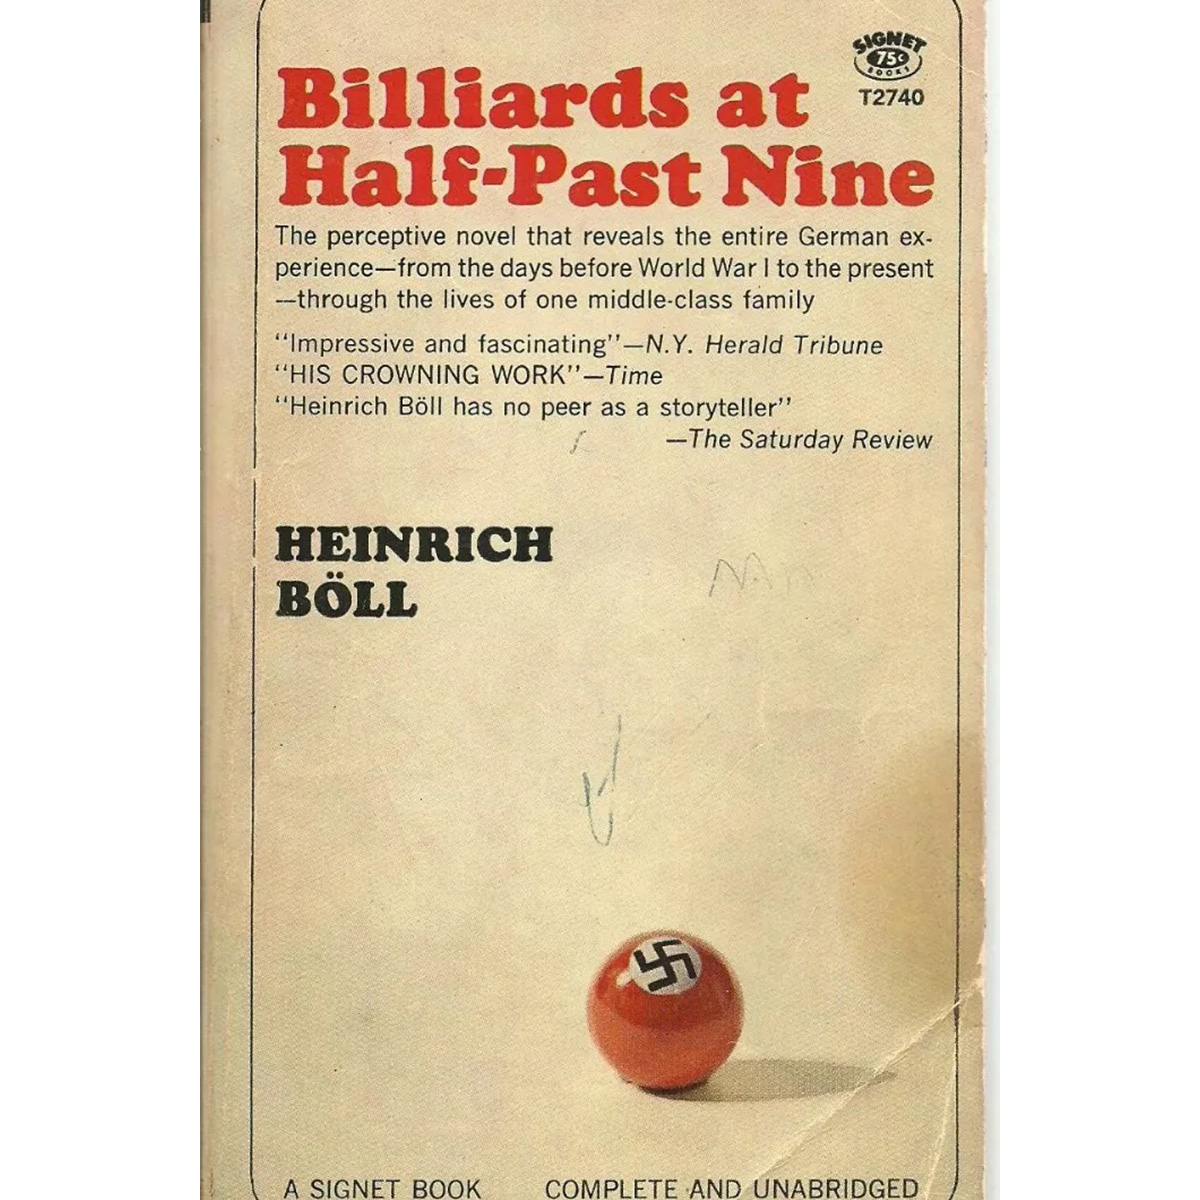 SIGNET
75¢
BOOKS
T2740
Billiards at
Half-Past Nine
The perceptive novel that reveals the entire German ex-
perience—from the days before World War I to the present
—through the lives of one middle-class family
"Impressive and fascinating"—N.Y. Herald Tribune
"HIS CROWNING WORK"—Time
"Heinrich Böll has no peer as a storyteller"
—The Saturday Review
HEINRICH
BÖLL
A SIGNET BOOK COMPLETE AND UNABRIDGED